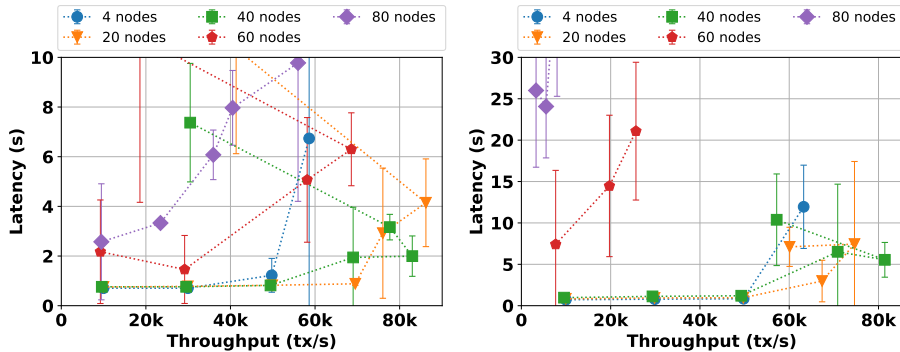 4 nodes 40 nodes 80 nodes
20 nodes 60 nodes
10
8
6
4
2
0
Latency (s)
0 20k 40k 60k 80k
Throughput (tx/s)
4 nodes 40 nodes 80 nodes
20 nodes 60 nodes
30
25
20
15
10
5
0
Latency (s)
0 20k 40k 60k 80k
Throughput (tx/s)